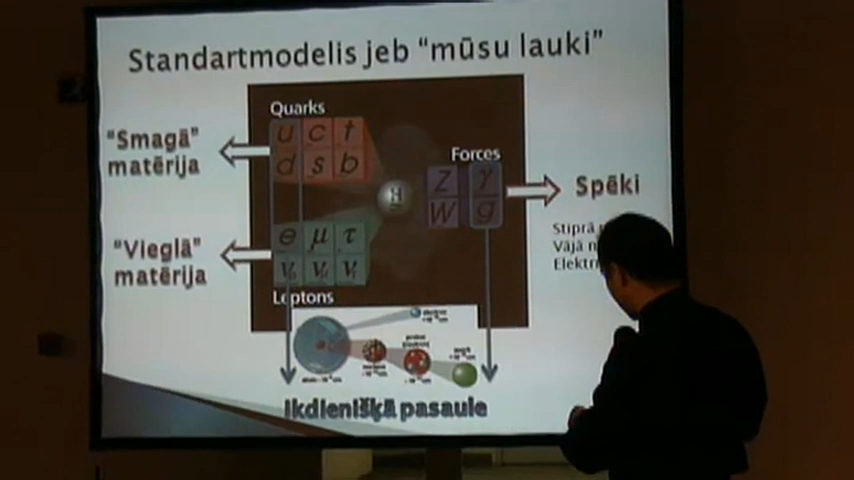 Standartmodelis jeb “mūsu lauki”
Quarks
u c t
d s b
“Smagā”
matērija
Forces
Z γ
W g
H
Spēki
Stiprā
Vājā
Elektr
“Vieglā”
matērija
e μ τ
νe νμ ντ
Leptons
electron
Ikdienišķā pasaule